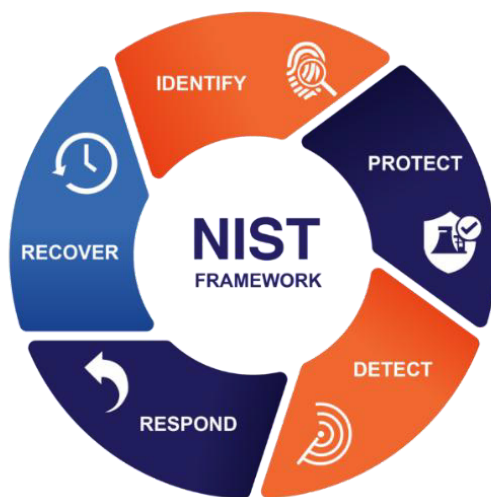 IDENTIFY
PROTECT
NIST
FRAMEWORK
RECOVER
DETECT
RESPOND